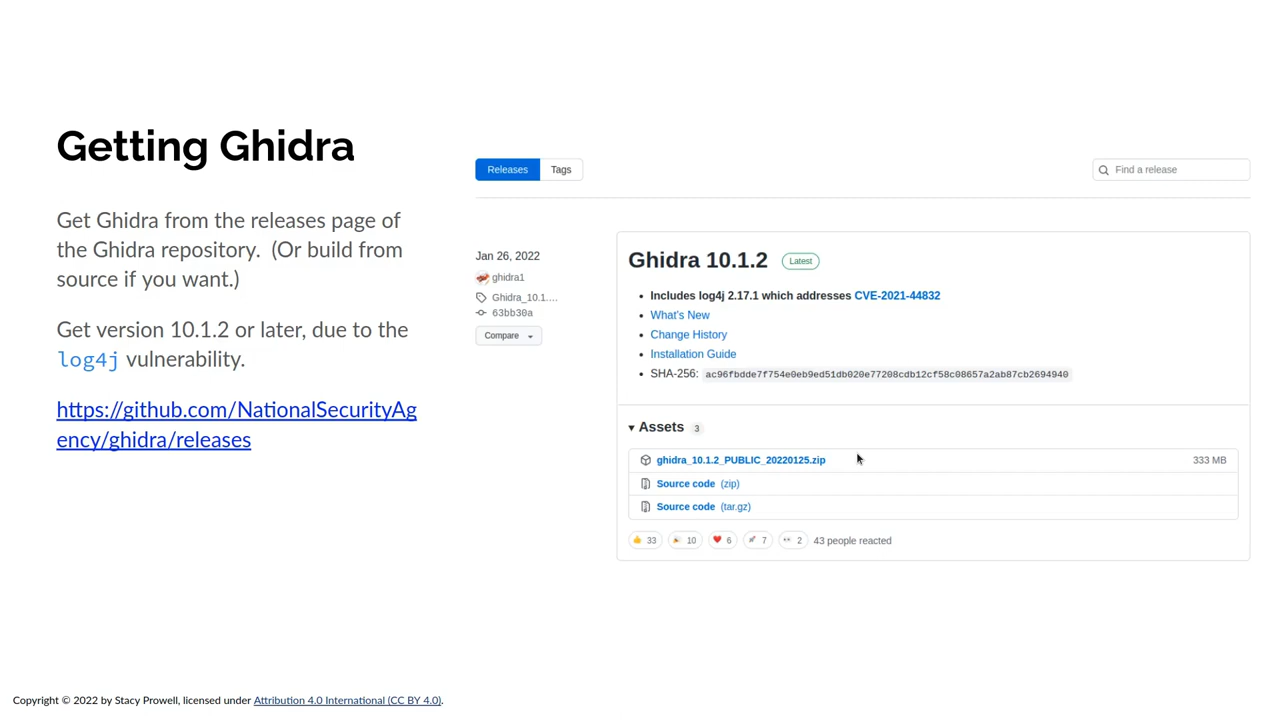 Getting Ghidra
Get Ghidra from the releases page of
the Ghidra repository. (Or build from
source if you want.)
Get version 10.1.2 or later, due to the
log4j vulnerability.
https://github.com/NationalSecurityAg
ency/ghidra/releases
Releases
Tags
Find a release
Jan 26, 2022
ghidra1
Ghidra_10.1....
63bb30a
Compare
Ghidra 10.1.2 Latest
• Includes log4j 2.17.1 which addresses CVE-2021-44832
• What's New
• Change History
• Installation Guide
• SHA-256: ac96fbdde7f754e0eb9ed51db020e77208cdb12cf58c08657a2ab87cb2694940
Assets 3
ghidra_10.1.2_PUBLIC_20220125.zip 333 MB
Source code (zip)
Source code (tar.gz)
33 10 6 7 2 43 people reacted
Copyright © 2022 by Stacy Prowell, licensed under Attribution 4.0 International (CC BY 4.0).